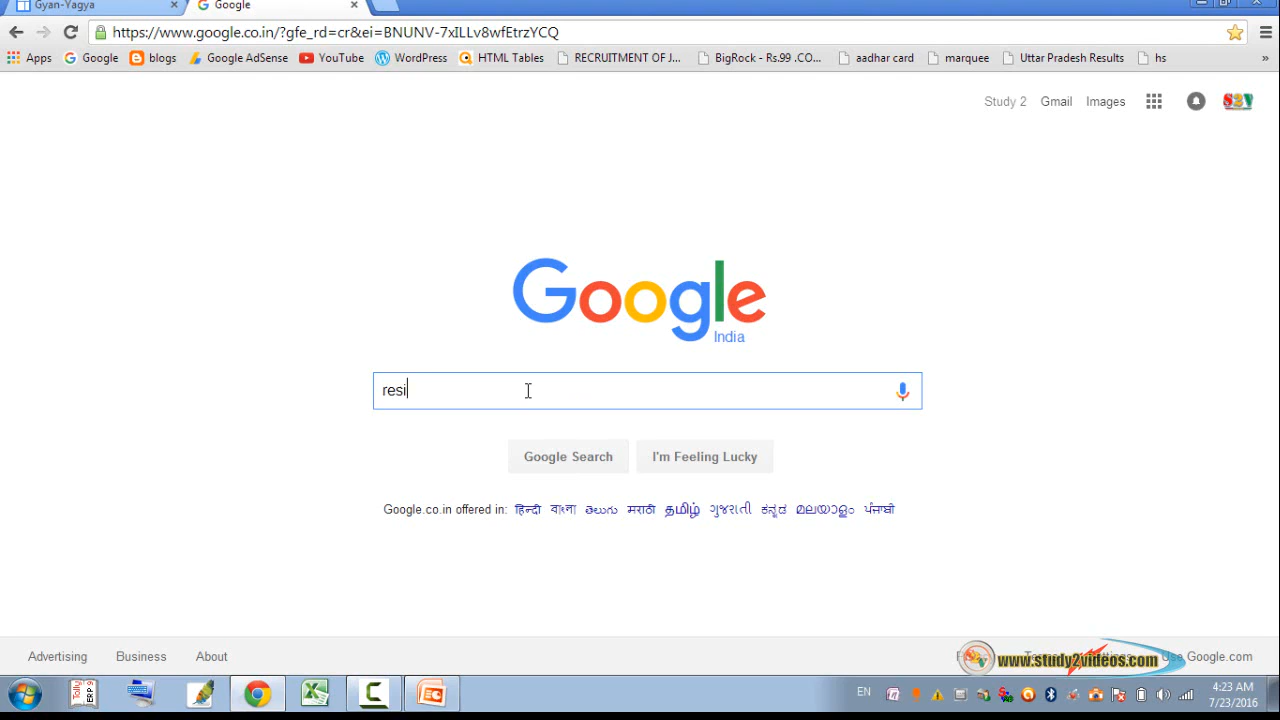 Gyan-Yagya Google
https://www.google.co.in/?gfe_rd=cr&ei=BNUNV-7xILLv8wfEtrzYCQ
Apps Google blogs Google AdSense YouTube WordPress HTML Tables RECRUITMENT OF J... BigRock - Rs.99 .CO... aadhar card marquee Uttar Pradesh Results hs »
Study 2 Gmail Images S2V
Google
India
resi
Google Search I'm Feeling Lucky
Google.co.in offered in: हिन्दी বাংলা తెలుగు मराठी தமிழ் ગુજરાતી ಕನ್ನಡ മലയാളം ਪੰਜਾਬੀ
Advertising Business About www.study2videos.com Use Google.com
EN 4:23 AM
7/23/2016